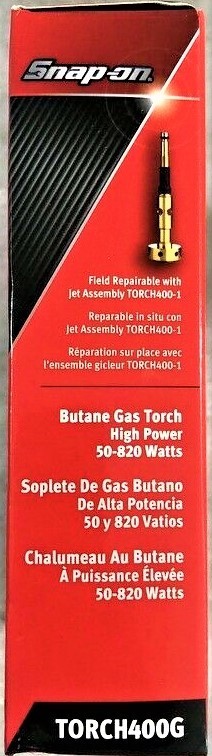 Snap-on
Field Repairable with
Jet Assembly TORCH400-1
Reparable in situ con
Jet Assembly TORCH400-1
Réparation sur place avec
l'ensemble gicleur TORCH400-1
Butane Gas Torch
High Power
50-820 Watts
Soplete De Gas Butano
De Alta Potencia
50 y 820 Vatios
Chalumeau Au Butane
À Puissance Élevée
50-820 Watts
TORCH400G